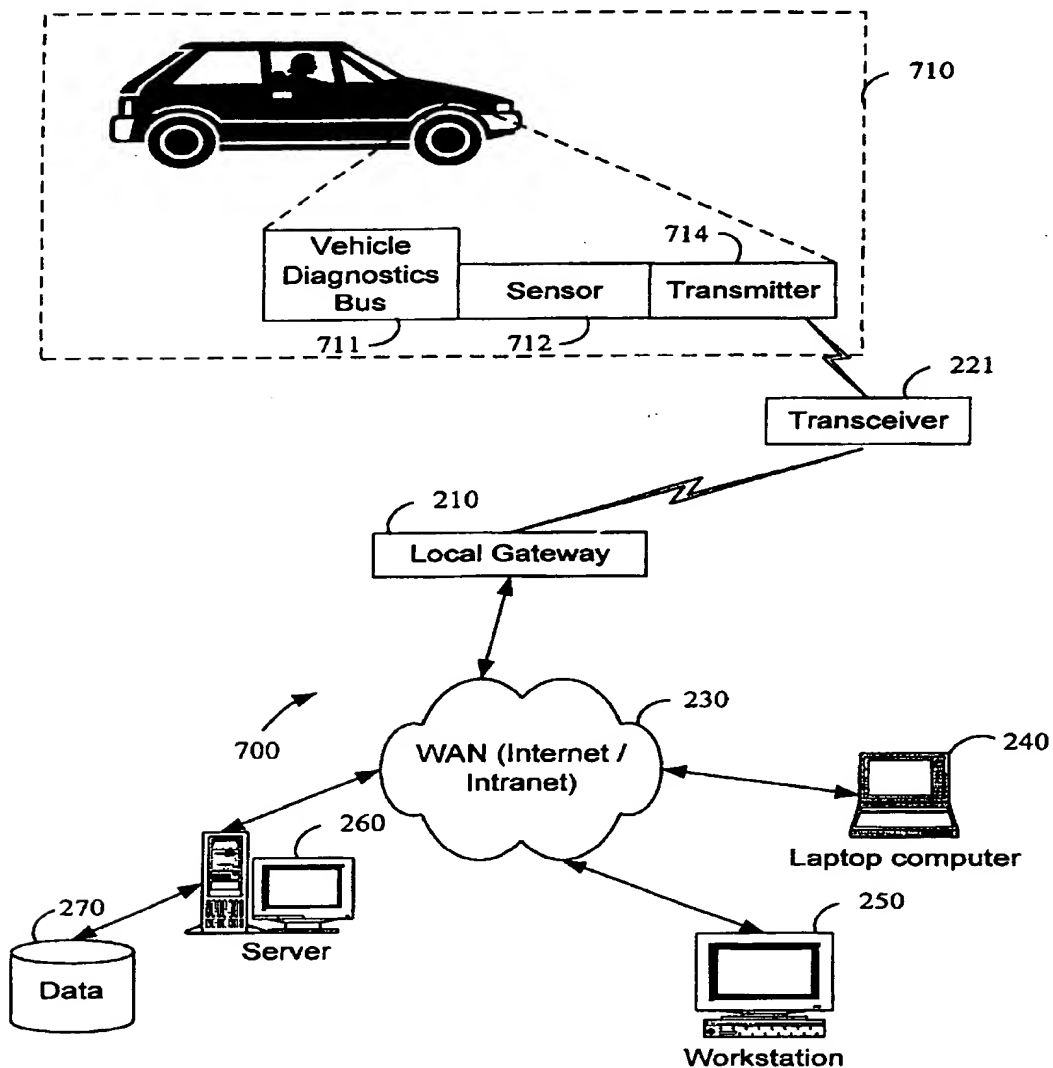 710
714
Vehicle
Diagnostics
Bus
Sensor
Transmitter
711
712
221
Transceiver
210
Local Gateway
230
700
WAN (Internet /
Intranet)
240
Laptop computer
260
270
Server
250
Data
Workstation